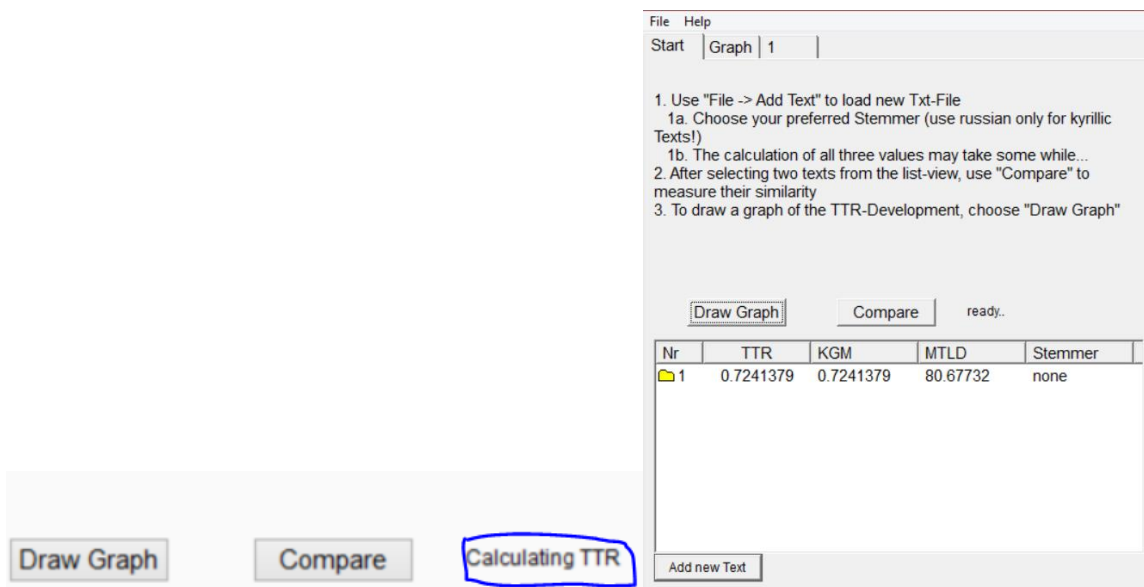 File Help
Start Graph 1
1. Use "File -> Add Text" to load new Txt-File
1a. Choose your preferred Stemmer (use russian only for kyrillic
Texts!)
1b. The calculation of all three values may take some while...
2. After selecting two texts from the list-view, use "Compare" to
measure their similarity
3. To draw a graph of the TTR-Development, choose "Draw Graph"
Draw Graph Compare ready..
Nr TTR KGM MTLD Stemmer
1 0.7241379 0.7241379 80.67732 none
Add new Text
Draw Graph Compare Calculating TTR